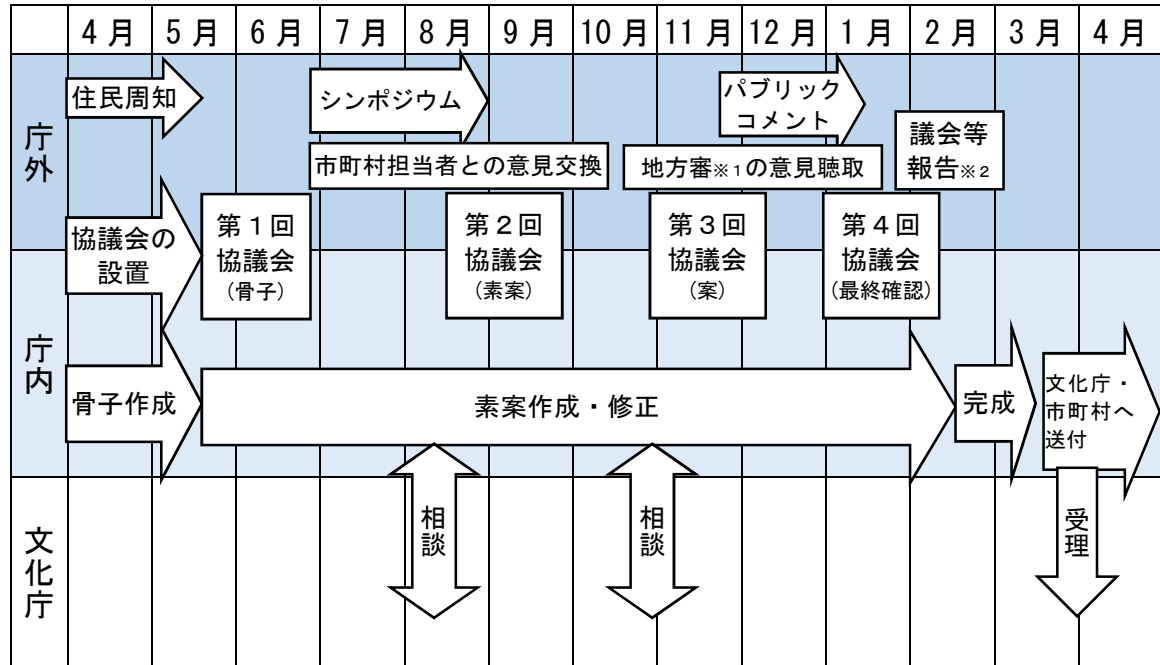 4月 5月 6月 7月 8月 9月 10月 11月 12月 1月 2月 3月 4月
庁外
住民周知
シンポジウム
パブリック
コメント
市町村担当者との意見交換
地方審※1の意見聴取
議会等
報告※2
協議会の
設置
第1回
協議会
(骨子)
第2回
協議会
(素案)
第3回
協議会
(案)
第4回
協議会
(最終確認)
庁内
骨子作成
素案作成・修正
完成
文化庁・
市町村へ
送付
文化庁
相談
相談
受理